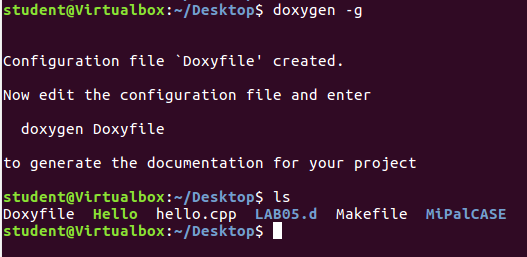 student@Virtualbox:~/Desktop$ doxygen -g
Configuration file `Doxyfile' created.
Now edit the configuration file and enter
doxygen Doxyfile
to generate the documentation for your project
student@Virtualbox:~/Desktop$ ls
Doxyfile  Hello  hello.cpp  LAB05.d  Makefile  MiPalCASE
student@Virtualbox:~/Desktop$